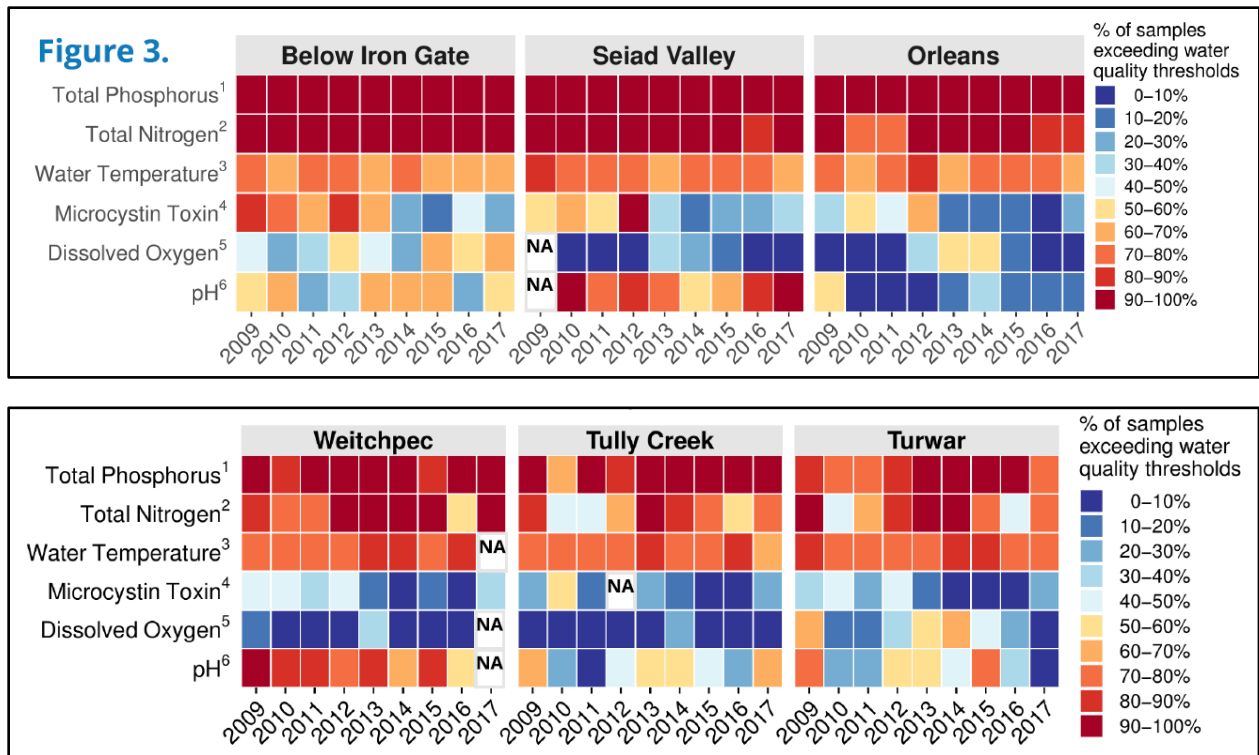 Figure 3.
Below Iron Gate
Seiad Valley
Orleans
% of samples
exceeding water
quality thresholds
Total Phosphorus¹
Total Nitrogen²
Water Temperature³
Microcystin Toxin⁴
Dissolved Oxygen⁵
NA
pH⁶
NA
0–10%
10–20%
20–30%
30–40%
40–50%
50–60%
60–70%
70–80%
80–90%
90–100%
2009 2010 2011 2012 2013 2014 2015 2016 2017
2009 2010 2011 2012 2013 2014 2015 2016 2017
2009 2010 2011 2012 2013 2014 2015 2016 2017
Weitchpec
Tully Creek
Turwar
% of samples
exceeding water
quality thresholds
Total Phosphorus¹
Total Nitrogen²
Water Temperature³
NA
Microcystin Toxin⁴
NA
Dissolved Oxygen⁵
NA
pH⁶
NA
0–10%
10–20%
20–30%
30–40%
40–50%
50–60%
60–70%
70–80%
80–90%
90–100%
2009 2010 2011 2012 2013 2014 2015 2016 2017
2009 2010 2011 2012 2013 2014 2015 2016 2017
2009 2010 2011 2012 2013 2014 2015 2016 2017